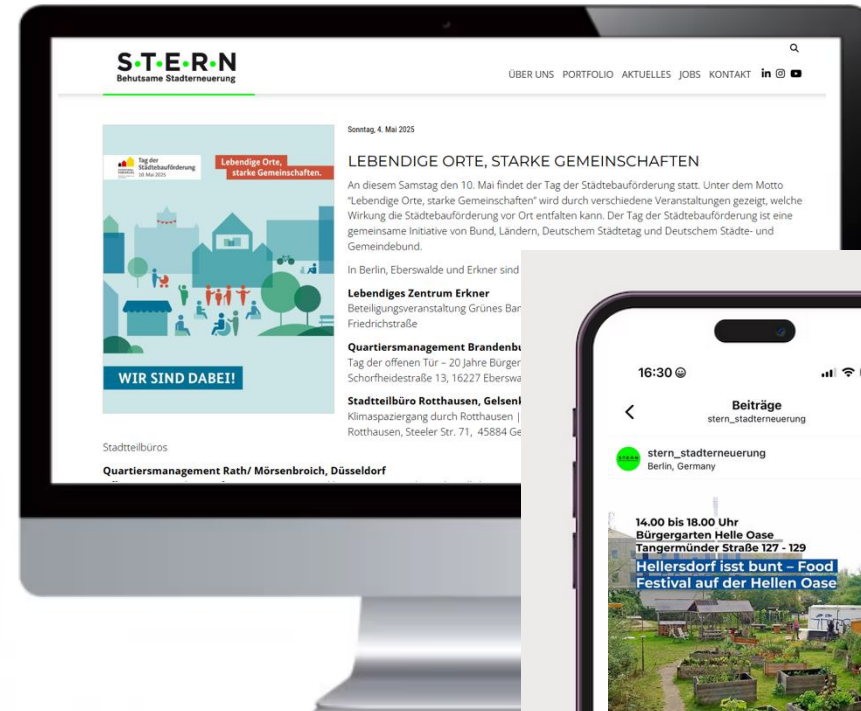 S·T·E·R·N
Behutsame Stadterneuerung
ÜBER UNS PORTFOLIO AKTUELLES JOBS KONTAKT
Sonntag, 4. Mai 2025
Tag der
Städtebauförderung
10. Mai 2025
Lebendige Orte,
starke Gemeinschaften.
WIR SIND DABEI!
LEBENDIGE ORTE, STARKE GEMEINSCHAFTEN
An diesem Samstag den 10. Mai findet der Tag der Städtebauförderung statt. Unter dem Motto
"Lebendige Orte, starke Gemeinschaften" wird durch verschiedene Veranstaltungen gezeigt, welche
Wirkung die Städtebauförderung vor Ort entfalten kann. Der Tag der Städtebauförderung ist eine
gemeinsame Initiative von Bund, Ländern, Deutschem Städtetag und Deutschem Städte- und
Gemeindebund.
In Berlin, Eberswalde und Erkner sind
Lebendiges Zentrum Erkner
Beteiligungsveranstaltung Grünes
Friedrichstraße
Quartiersmanagement
Tag der offenen Tür – 20 Jahre
Schorfheidestraße 13, 16227
Stadtteilbüro Rotthausen,
Klimaspaziergang durch Rotthausen |
Rotthausen, Steeler Str. 71, 45884
Stadtteilbüros
Quartiersmanagement Rath/ Mörsenbroich, Düsseldorf
16:30
Beiträge
stern_stadterneuerung
S·T·E·R·N
stern_stadterneuerung
Berlin, Germany
14.00 bis 18.00 Uhr
Bürgergarten Helle Oase
Tangermünder Straße 127 - 129
Hellersdorf isst bunt – Food
Festival auf der Hellen Oase